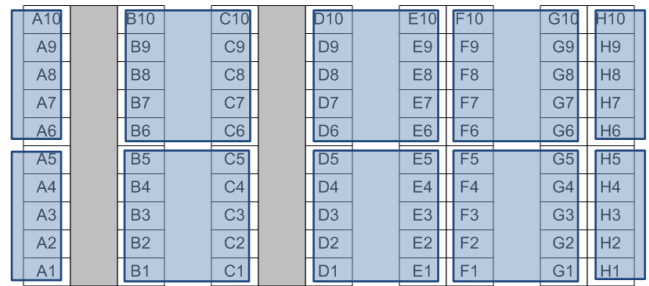 A10 B10 C10 D10 E10 F10 G10 H10
A9 B9 C9 D9 E9 F9 G9 H9
A8 B8 C8 D8 E8 F8 G8 H8
A7 B7 C7 D7 E7 F7 G7 H7
A6 B6 C6 D6 E6 F6 G6 H6
A5 B5 C5 D5 E5 F5 G5 H5
A4 B4 C4 D4 E4 F4 G4 H4
A3 B3 C3 D3 E3 F3 G3 H3
A2 B2 C2 D2 E2 F2 G2 H2
A1 B1 C1 D1 E1 F1 G1 H1